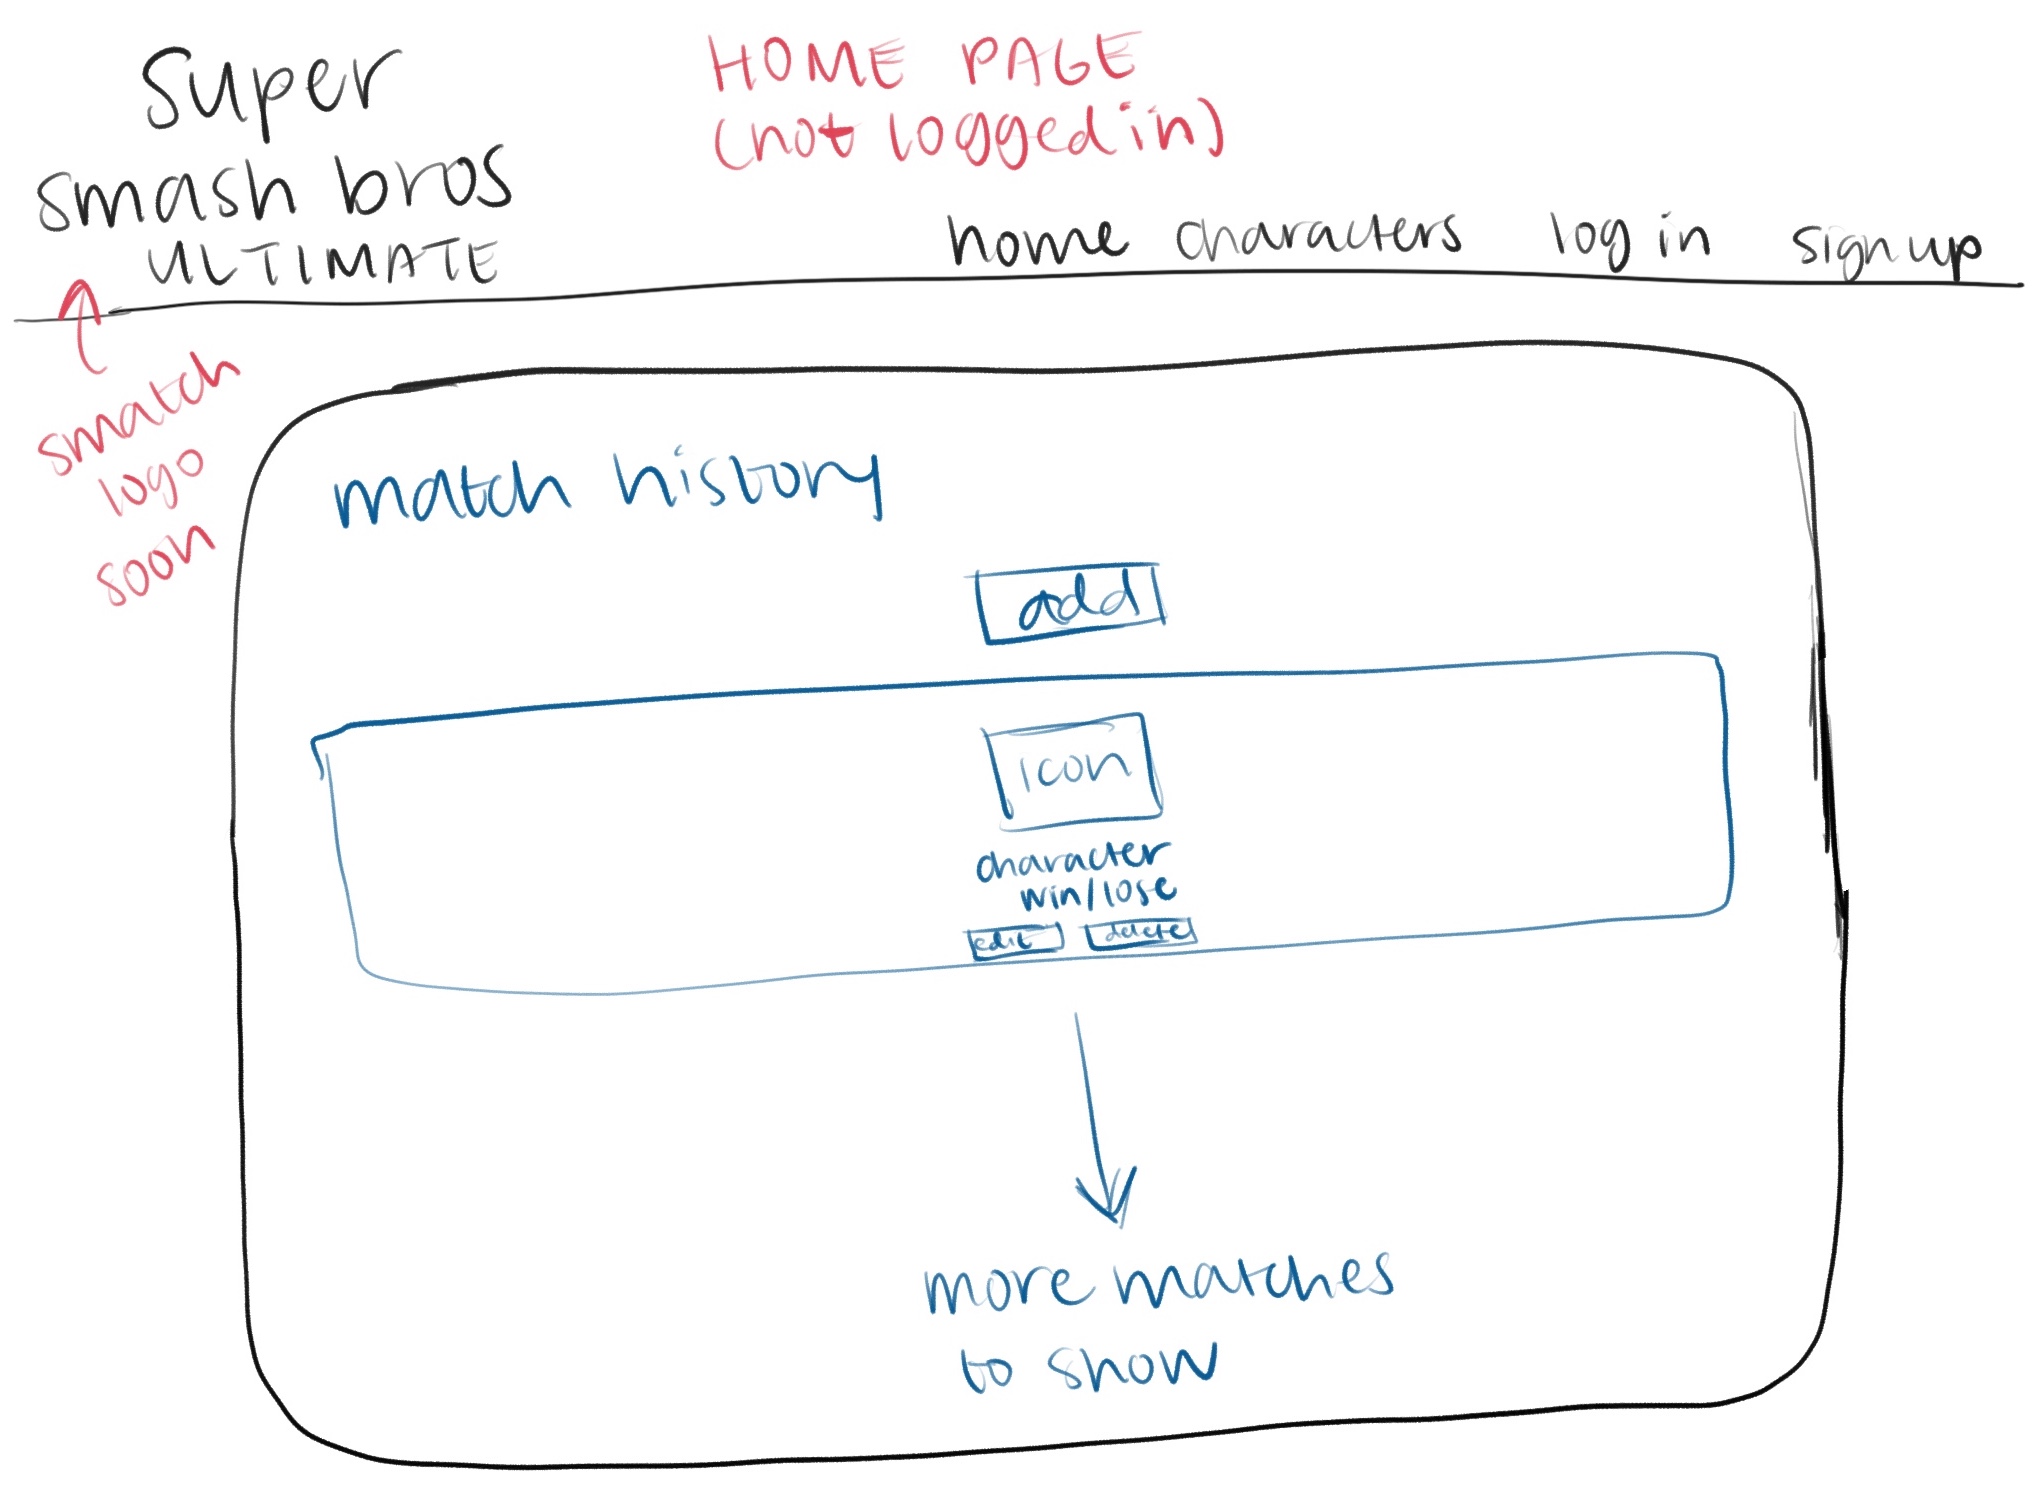 super
smash bros
ULTIMATE
HOME PAGE
(not logged in)
home characters log in sign up
smatch
logo
soon
match history
add
icon
character
win/lose
edit delete
more matches
to show